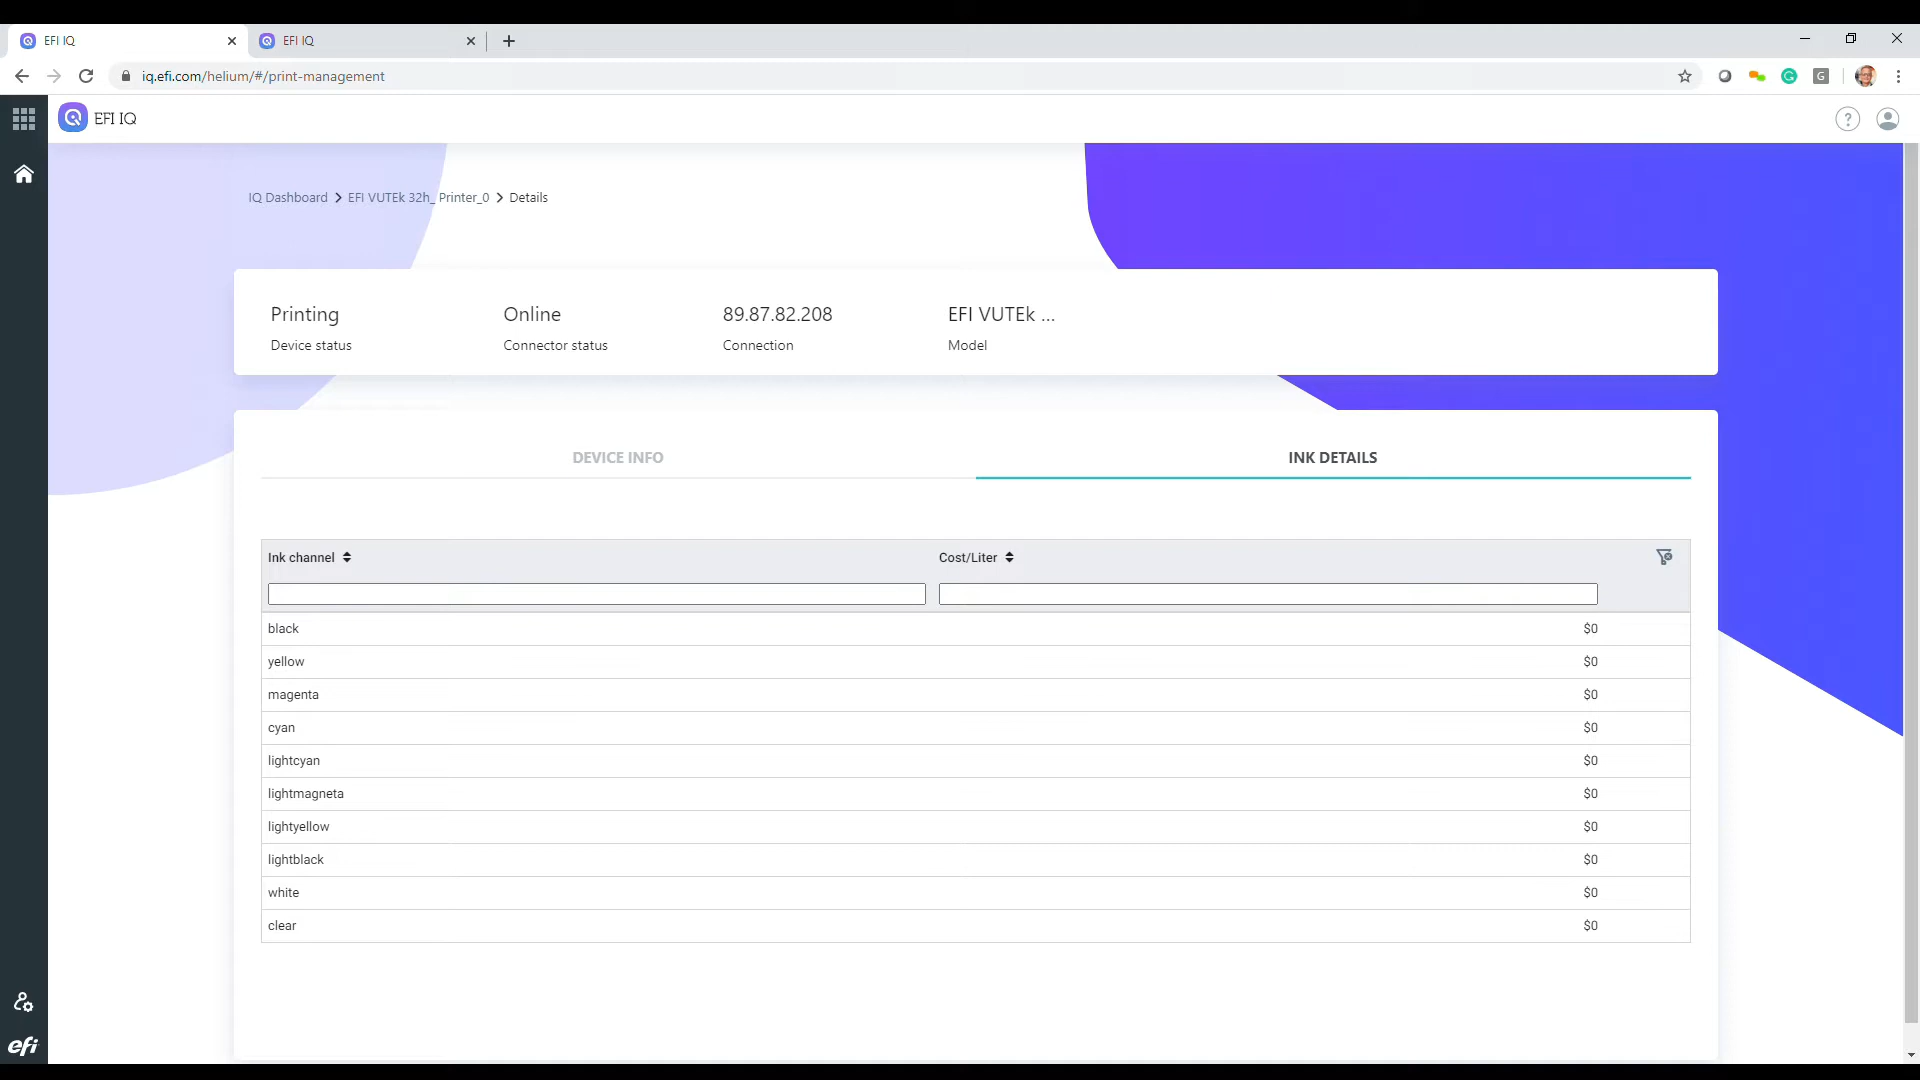 EFI IQ
EFI IQ
iq.efi.com/helium/#/print-management
G
EFI IQ
?
IQ Dashboard > EFI VUTEk 32h_ Printer_0 > Details
Printing Online 89.87.82.208 EFI VUTEk ...
Device status Connector status Connection Model
DEVICE INFO INK DETAILS
Ink channel Cost/Liter
black $0
yellow $0
magenta $0
cyan $0
lightcyan $0
lightmagneta $0
lightyellow $0
lightblack $0
white $0
clear $0
efi